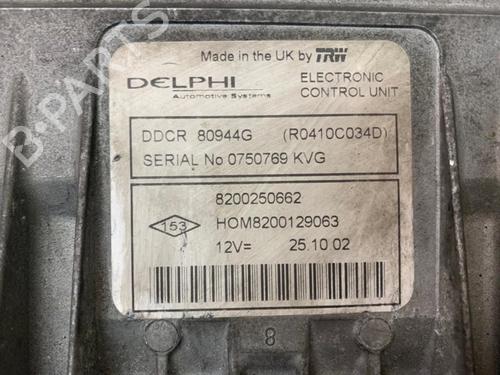 Made in the UK by TRW
DELPHI
Automotive Systems
ELECTRONIC
CONTROL UNIT
DDCR 80944G (R0410C034D)
SERIAL No 0750769 KVG
8200250662
153
HOM8200129063
12V= 25.10 02
8
B-PARTS